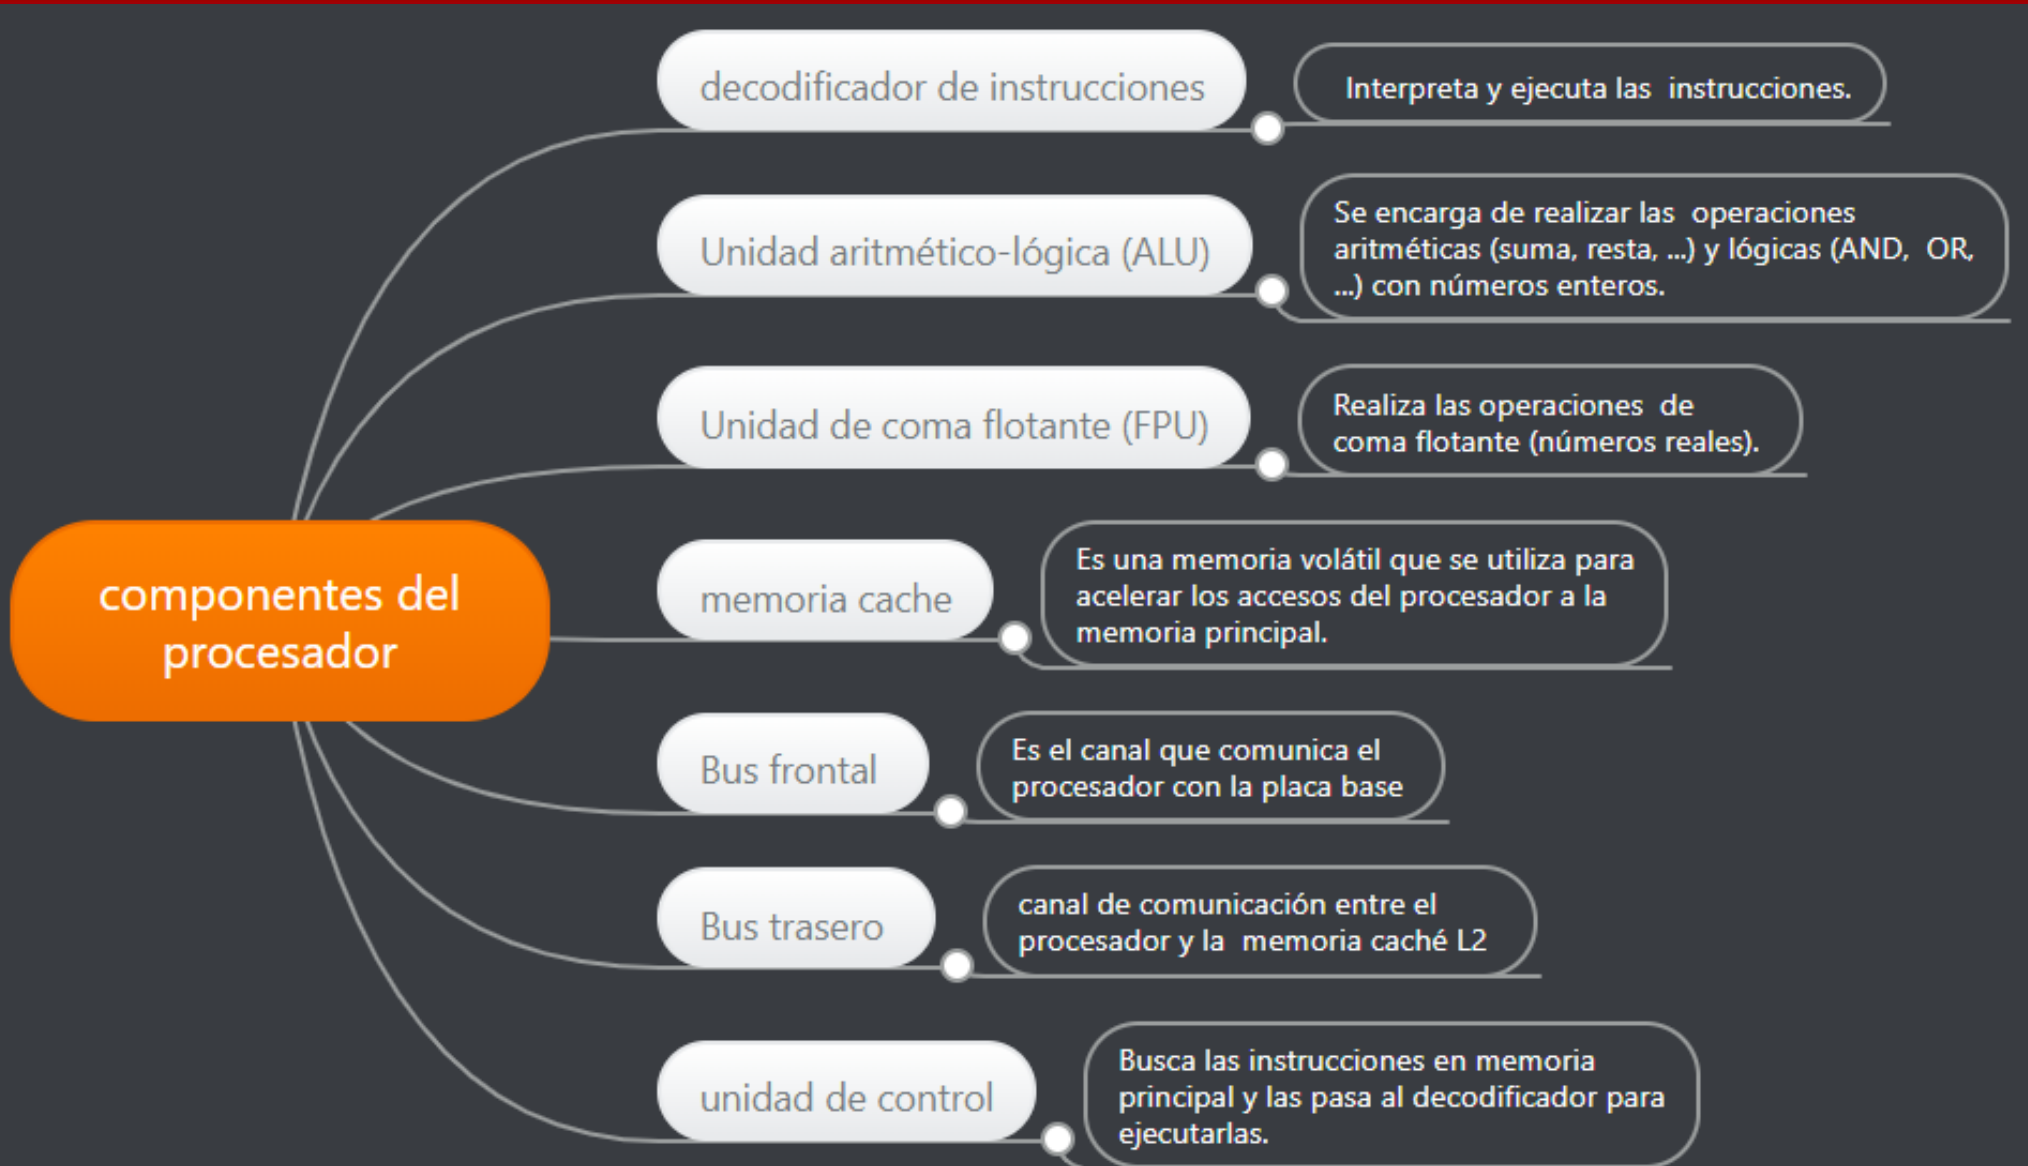 componentes del
procesador
decodificador de instrucciones
Interpreta y ejecuta las  instrucciones.
Unidad aritmético-lógica (ALU)
Se encarga de realizar las  operaciones
aritméticas (suma, resta, ...) y lógicas (AND,  OR,
...) con números enteros.
Unidad de coma flotante (FPU)
Realiza las operaciones  de
coma flotante (números reales).
memoria cache
Es una memoria volátil que se utiliza para
acelerar los accesos del procesador a la
memoria principal.
Bus frontal
Es el canal que comunica el
procesador con la placa base
Bus trasero
canal de comunicación entre el
procesador y la  memoria caché L2
unidad de control
Busca las instrucciones en memoria
principal y las pasa al decodificador para
ejecutarlas.